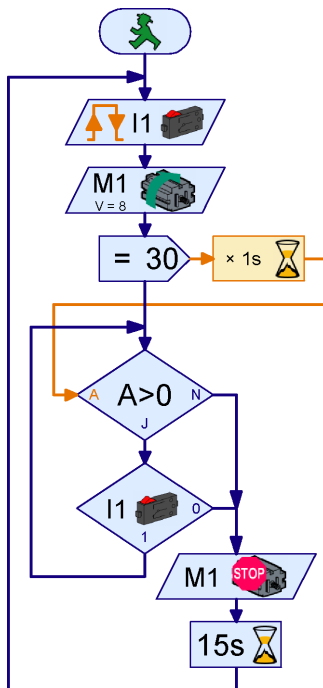 I1
M1
V = 8
= 30
× 1s
A
A>0
N
J
I1
0
1
M1
STOP
15s